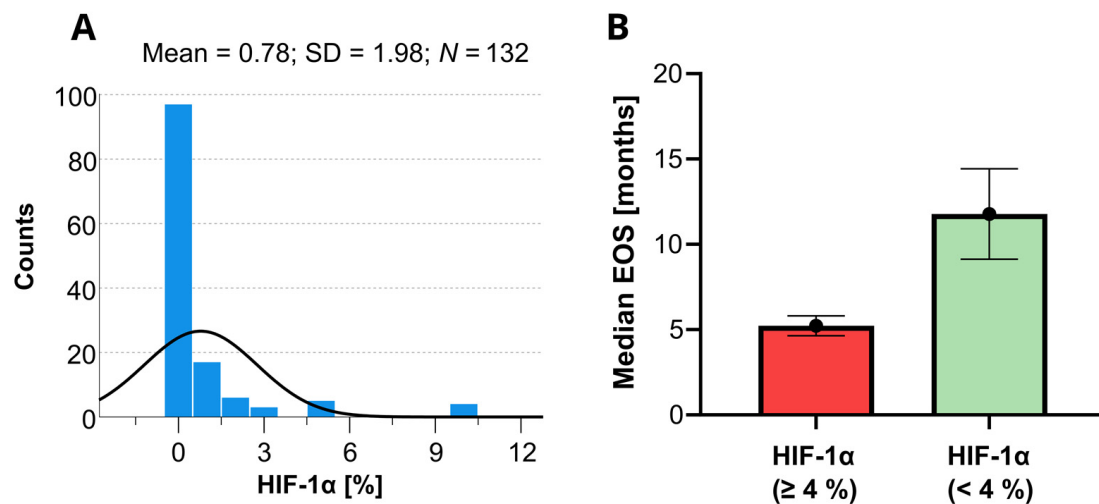 A
Mean = 0.78; SD = 1.98; N = 132
Counts
100
80
60
40
20
0
0 3 6 9 12
HIF-1α [%]
B
Median EOS [months]
20
15
10
5
0
HIF-1α
(≥ 4 %)
HIF-1α
(< 4 %)